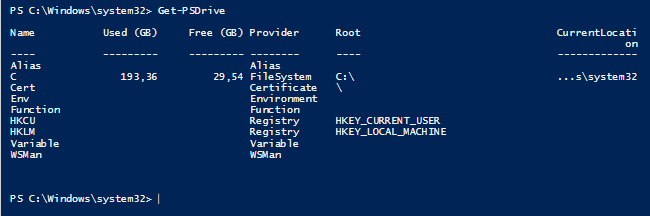 PS C:\Windows\system32> Get-PSDrive
Name Used (GB) Free (GB) Provider Root CurrentLocati
on
---- --------- --------- -------- ---- -------------
Alias Alias
C 193,36 29,54 FileSystem C:\ ...s\system32
Cert Certificate \
Env Environment
Function Function
HKCU Registry HKEY_CURRENT_USER
HKLM Registry HKEY_LOCAL_MACHINE
Variable Variable
WSMan WSMan
PS C:\Windows\system32>